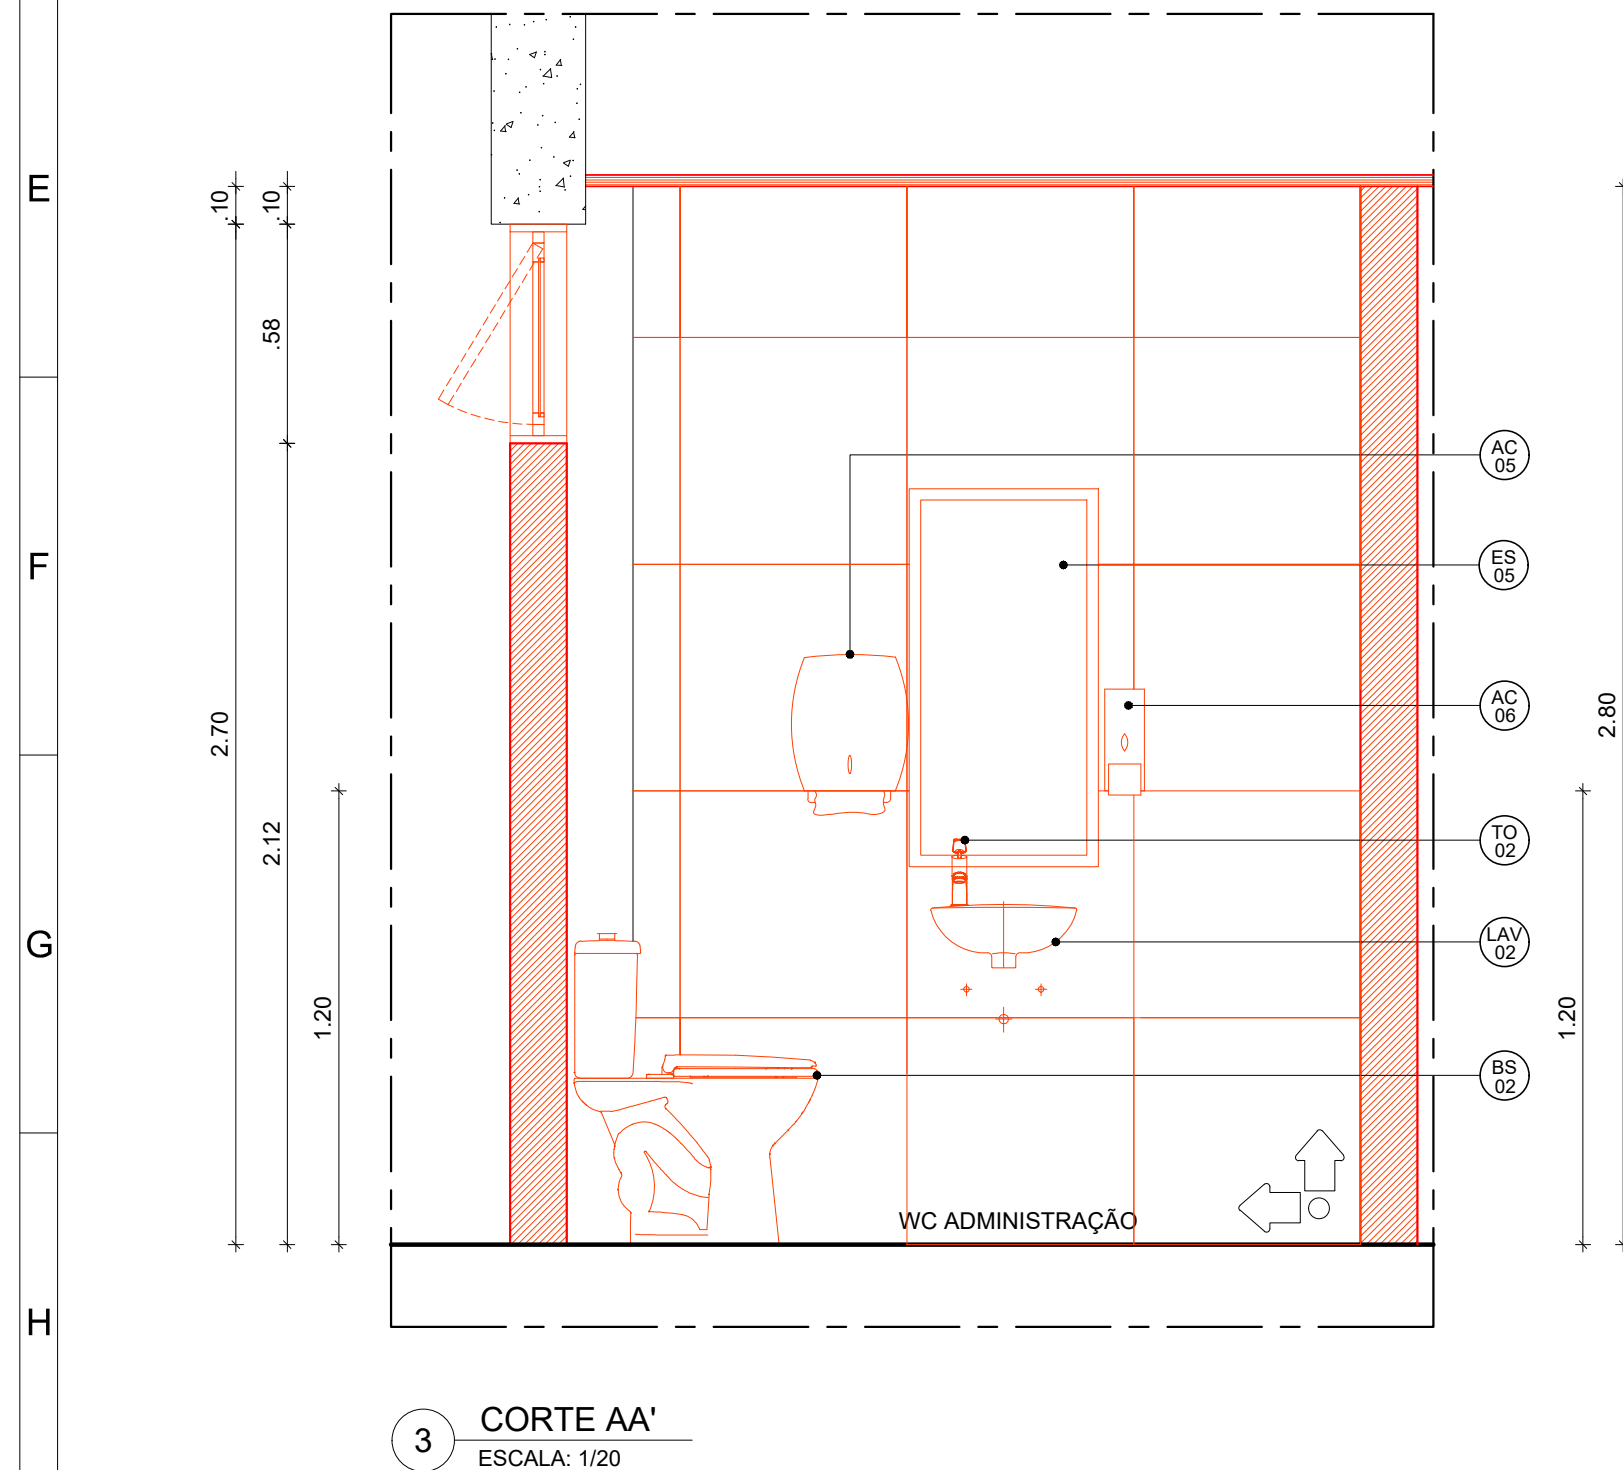 E
F
G
H
.10
.10
.58
2.70
2.12
1.20
AC
05
ES
05
AC
06
TO
02
LAV
02
BS
02
2.80
1.20
WC ADMINISTRAÇÃO
3
CORTE AA'
ESCALA: 1/20